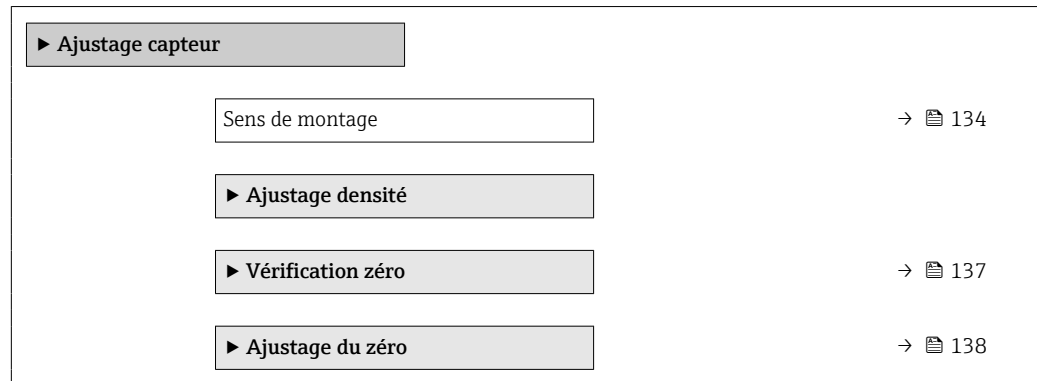 ▶ Ajustage capteur
Sens de montage → 134
▶ Ajustage densité
▶ Vérification zéro → 137
▶ Ajustage du zéro → 138